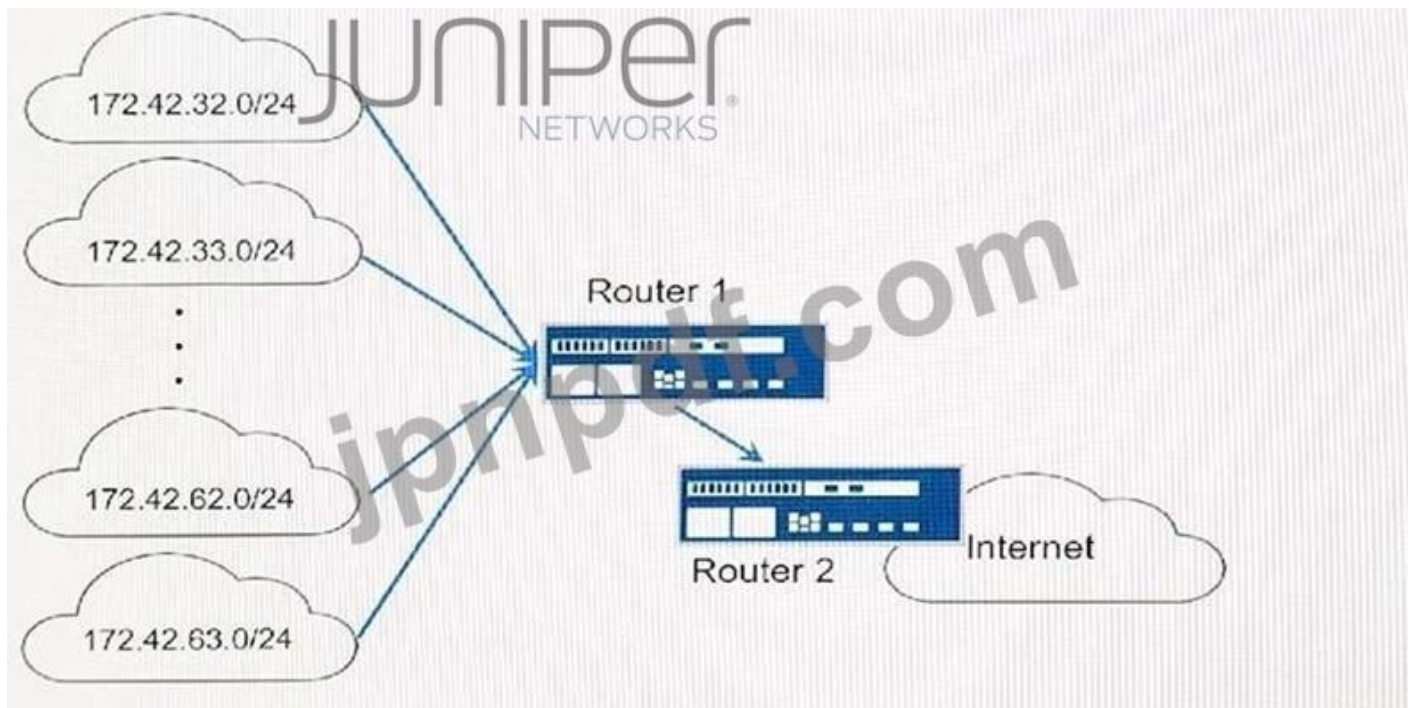 JUNIPER
NETWORKS
172.42.32.0/24
172.42.33.0/24
Router 1
jpnpdf.com
172.42.62.0/24
Router 2
Internet
172.42.63.0/24